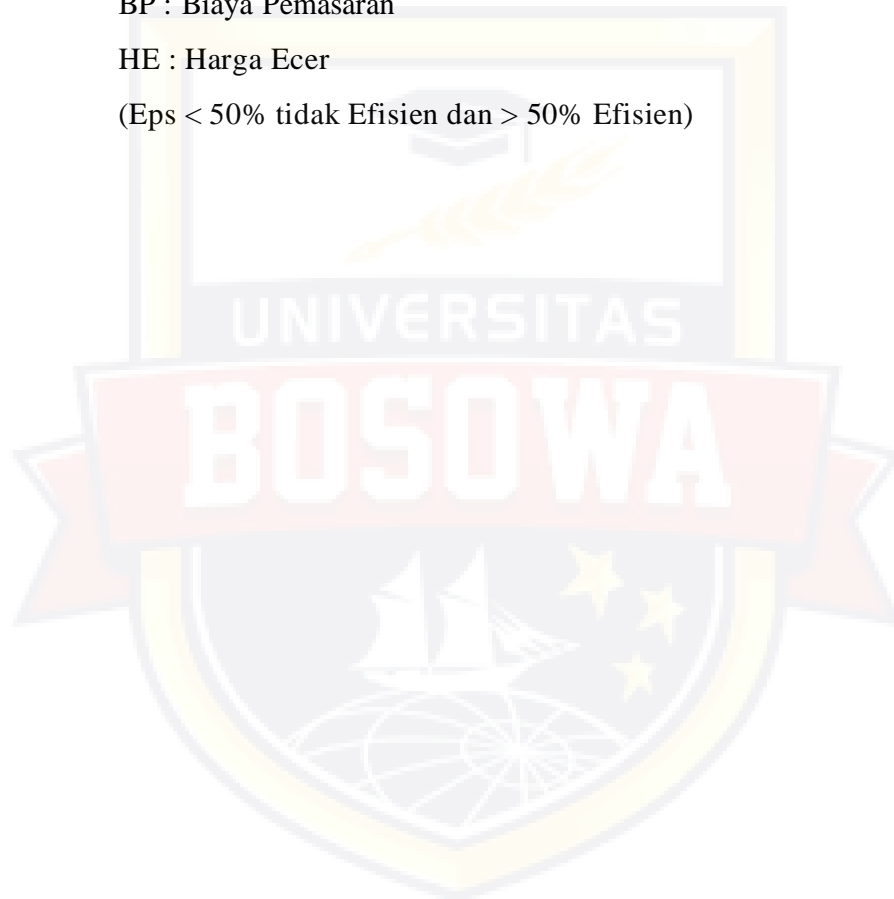 BP : Biaya Pemasaran
HE : Harga Ecer
(Eps < 50% tidak Efisien dan > 50% Efisien)
UNIVERSITAS
BOSOWA